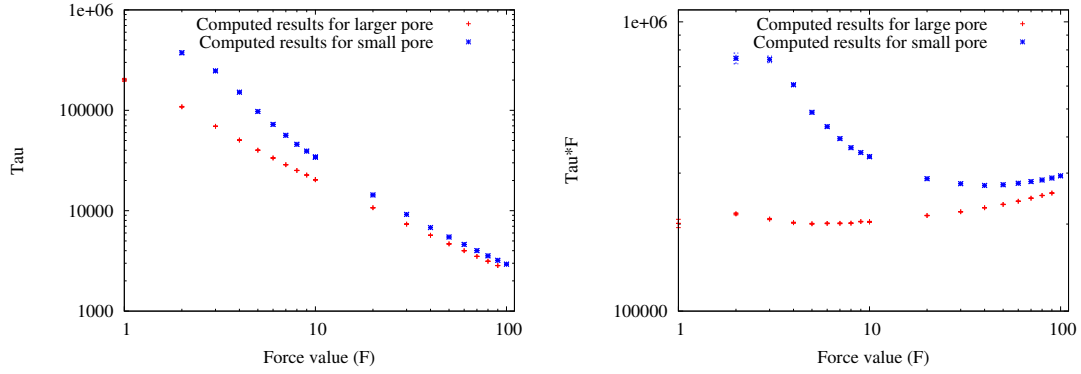 1e+06
100000
10000
1000
Tau
Computed results for larger pore
Computed results for small pore
1
10
100
Force value (F)
1e+06
100000
Tau*F
Computed results for large pore
Computed results for small pore
1
10
100
Force value (F)